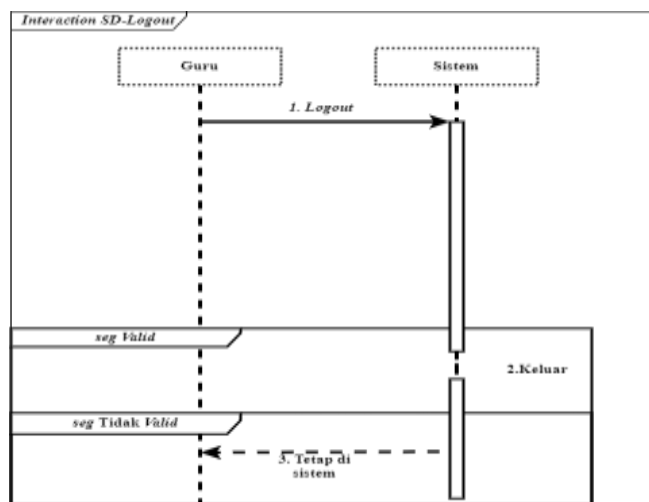 Interaction SD-Logout
Guru
Sistem
1. Logout
seg Valid
2.Keluar
seg Tidak Valid
3. Tetap di
sistem